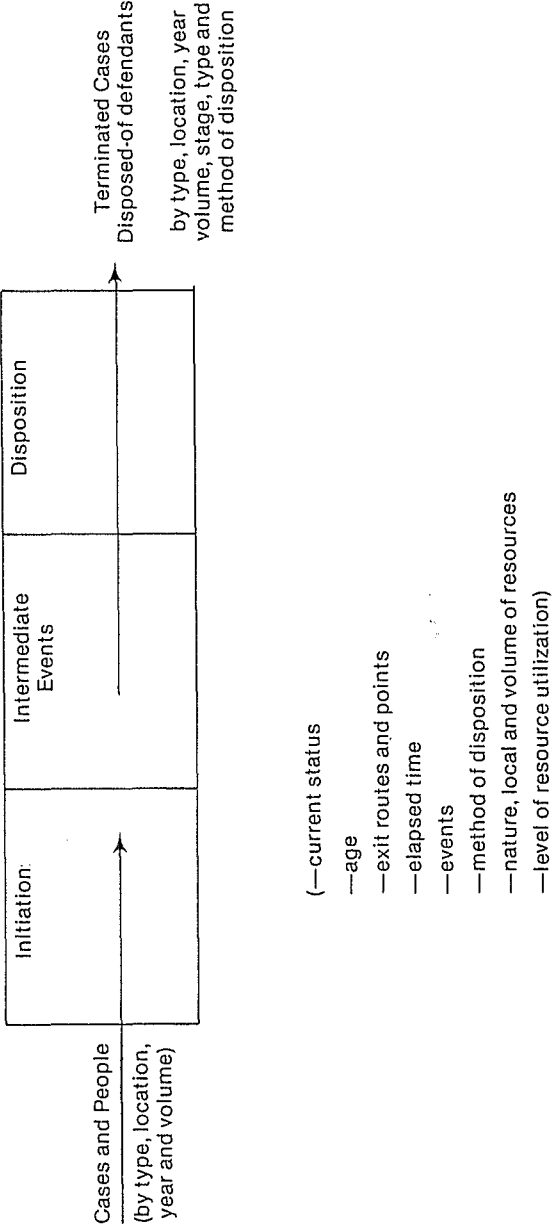 Cases and People
(by type, location,
year and volume)
Initiation:
Intermediate
Events
Disposition
Terminated Cases
Disposed-of defendants
by type, location, year
volume, stage, type and
method of disposition
(—current status
—age
—exit routes and points
—elapsed time
—events
—method of disposition
—nature, local and volume of resources
—level of resource utilization)